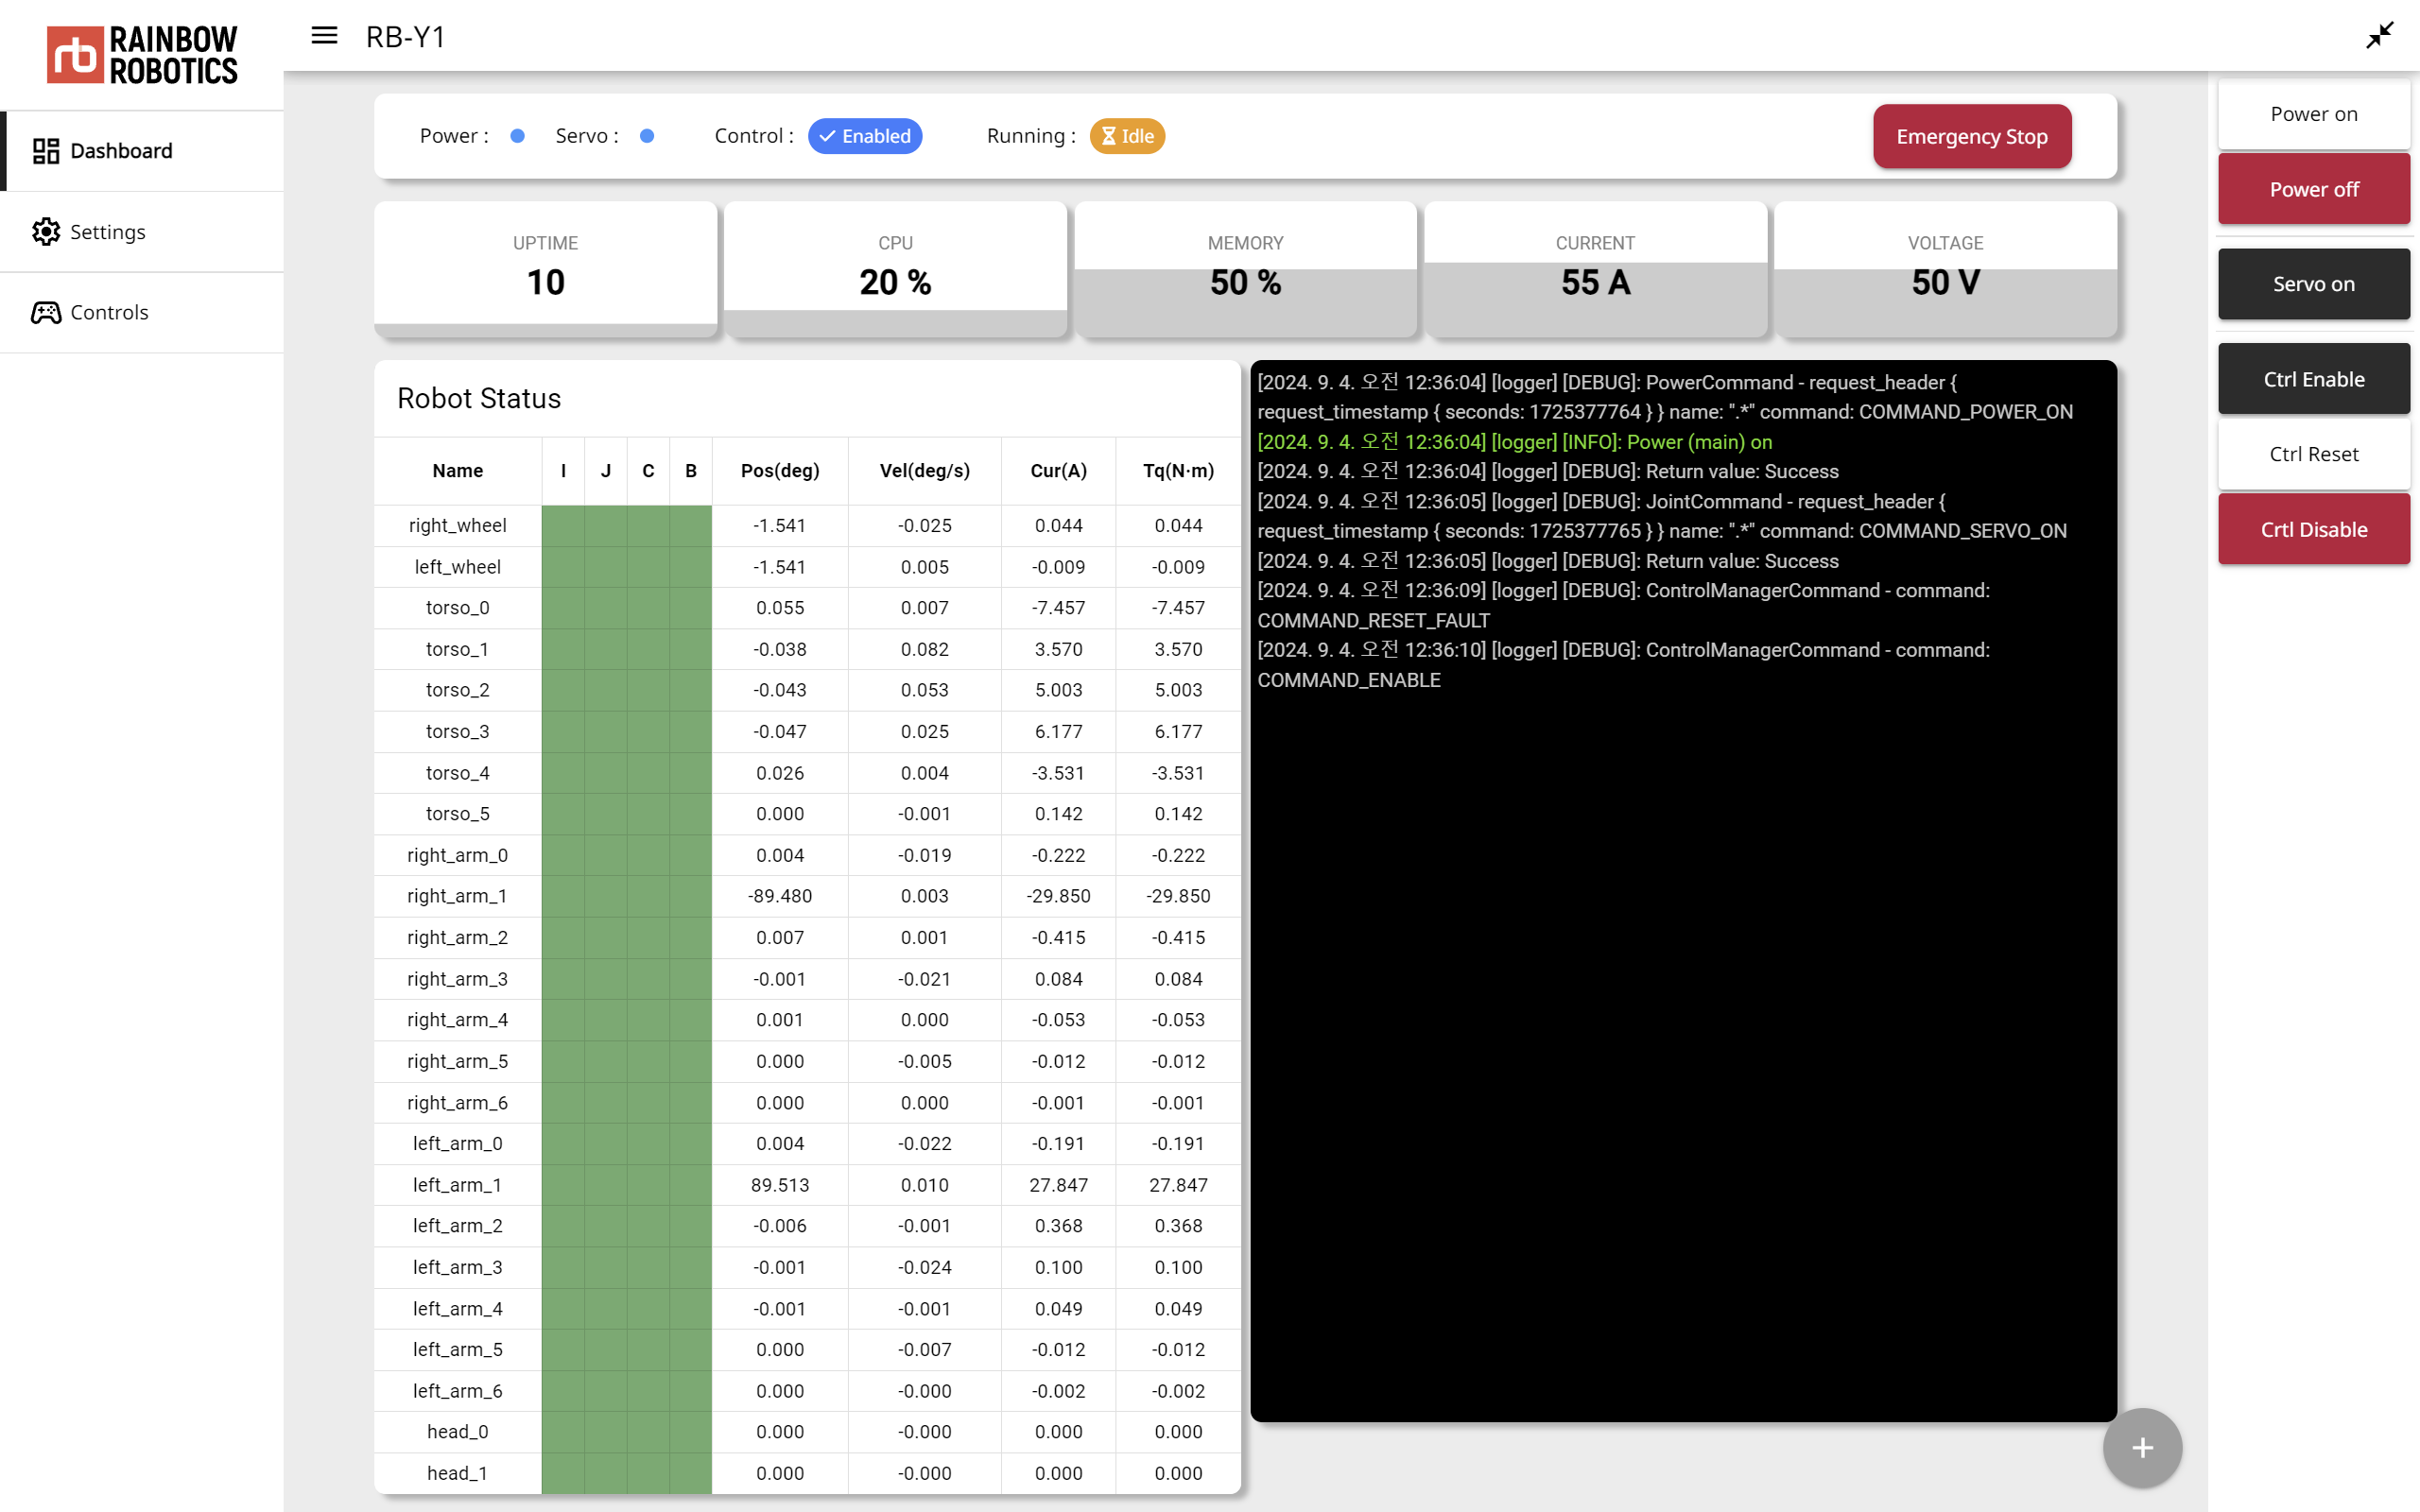 RAINBOW
ROBOTICS
RB-Y1
Dashboard
Settings
Controls
Power : Servo : Control : Enabled Running : Idle Emergency Stop
UPTIME
10
CPU
20 %
MEMORY
50 %
CURRENT
55 A
VOLTAGE
50 V
Robot Status
Name I J C B Pos(deg) Vel(deg/s) Cur(A) Tq(N·m)
right_wheel -1.541 -0.025 0.044 0.044
left_wheel -1.541 0.005 -0.009 -0.009
torso_0 0.055 0.007 -7.457 -7.457
torso_1 -0.038 0.082 3.570 3.570
torso_2 -0.043 0.053 5.003 5.003
torso_3 -0.047 0.025 6.177 6.177
torso_4 0.026 0.004 -3.531 -3.531
torso_5 0.000 -0.001 0.142 0.142
right_arm_0 0.004 -0.019 -0.222 -0.222
right_arm_1 -89.480 0.003 -29.850 -29.850
right_arm_2 0.007 0.001 -0.415 -0.415
right_arm_3 -0.001 -0.021 0.084 0.084
right_arm_4 0.001 0.000 -0.053 -0.053
right_arm_5 0.000 -0.005 -0.012 -0.012
right_arm_6 0.000 0.000 -0.001 -0.001
left_arm_0 0.004 -0.022 -0.191 -0.191
left_arm_1 89.513 0.010 27.847 27.847
left_arm_2 -0.006 -0.001 0.368 0.368
left_arm_3 -0.001 -0.024 0.100 0.100
left_arm_4 -0.001 -0.001 0.049 0.049
left_arm_5 0.000 -0.007 -0.012 -0.012
left_arm_6 0.000 -0.000 -0.002 -0.002
head_0 0.000 -0.000 0.000 0.000
head_1 0.000 -0.000 0.000 0.000
[2024. 9. 4. 오전 12:36:04] [logger] [DEBUG]: PowerCommand - request_header {
request_timestamp { seconds: 1725377764 } } name: ".*" command: COMMAND_POWER_ON
[2024. 9. 4. 오전 12:36:04] [logger] [INFO]: Power (main) on
[2024. 9. 4. 오전 12:36:04] [logger] [DEBUG]: Return value: Success
[2024. 9. 4. 오전 12:36:05] [logger] [DEBUG]: JointCommand - request_header {
request_timestamp { seconds: 1725377765 } } name: ".*" command: COMMAND_SERVO_ON
[2024. 9. 4. 오전 12:36:05] [logger] [DEBUG]: Return value: Success
[2024. 9. 4. 오전 12:36:09] [logger] [DEBUG]: ControlManagerCommand - command:
COMMAND_RESET_FAULT
[2024. 9. 4. 오전 12:36:10] [logger] [DEBUG]: ControlManagerCommand - command:
COMMAND_ENABLE
Power on
Power off
Servo on
Ctrl Enable
Ctrl Reset
Crtl Disable